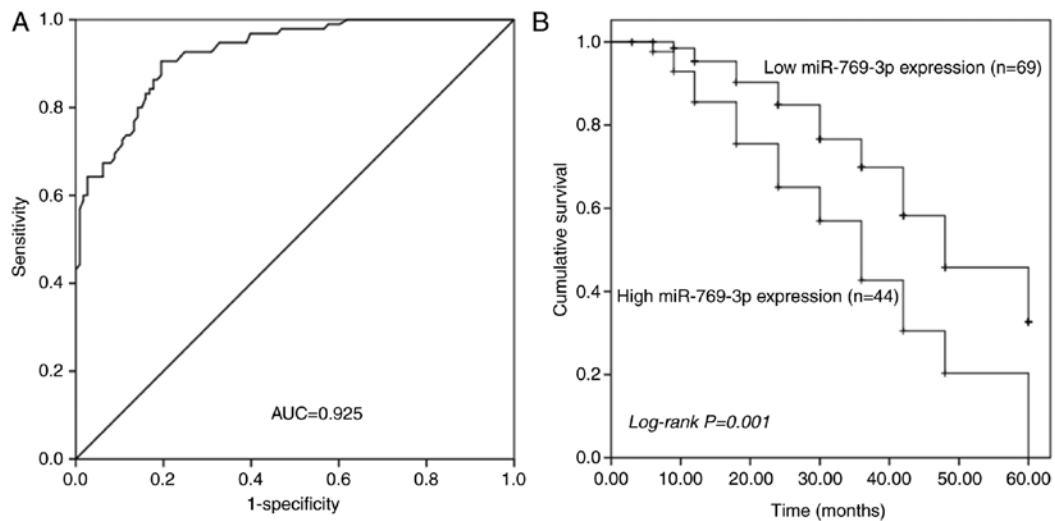 A
1.0
0.8
0.6
0.4
0.2
0.0
Sensitivity
AUC=0.925
0.0 0.2 0.4 0.6 0.8 1.0
1-specificity
B
1.0
0.8
0.6
0.4
0.2
0.0
Cumulative survival
Low miR-769-3p expression (n=69)
High miR-769-3p expression (n=44)
Log-rank P=0.001
0.00 10.00 20.00 30.00 40.00 50.00 60.00
Time (months)